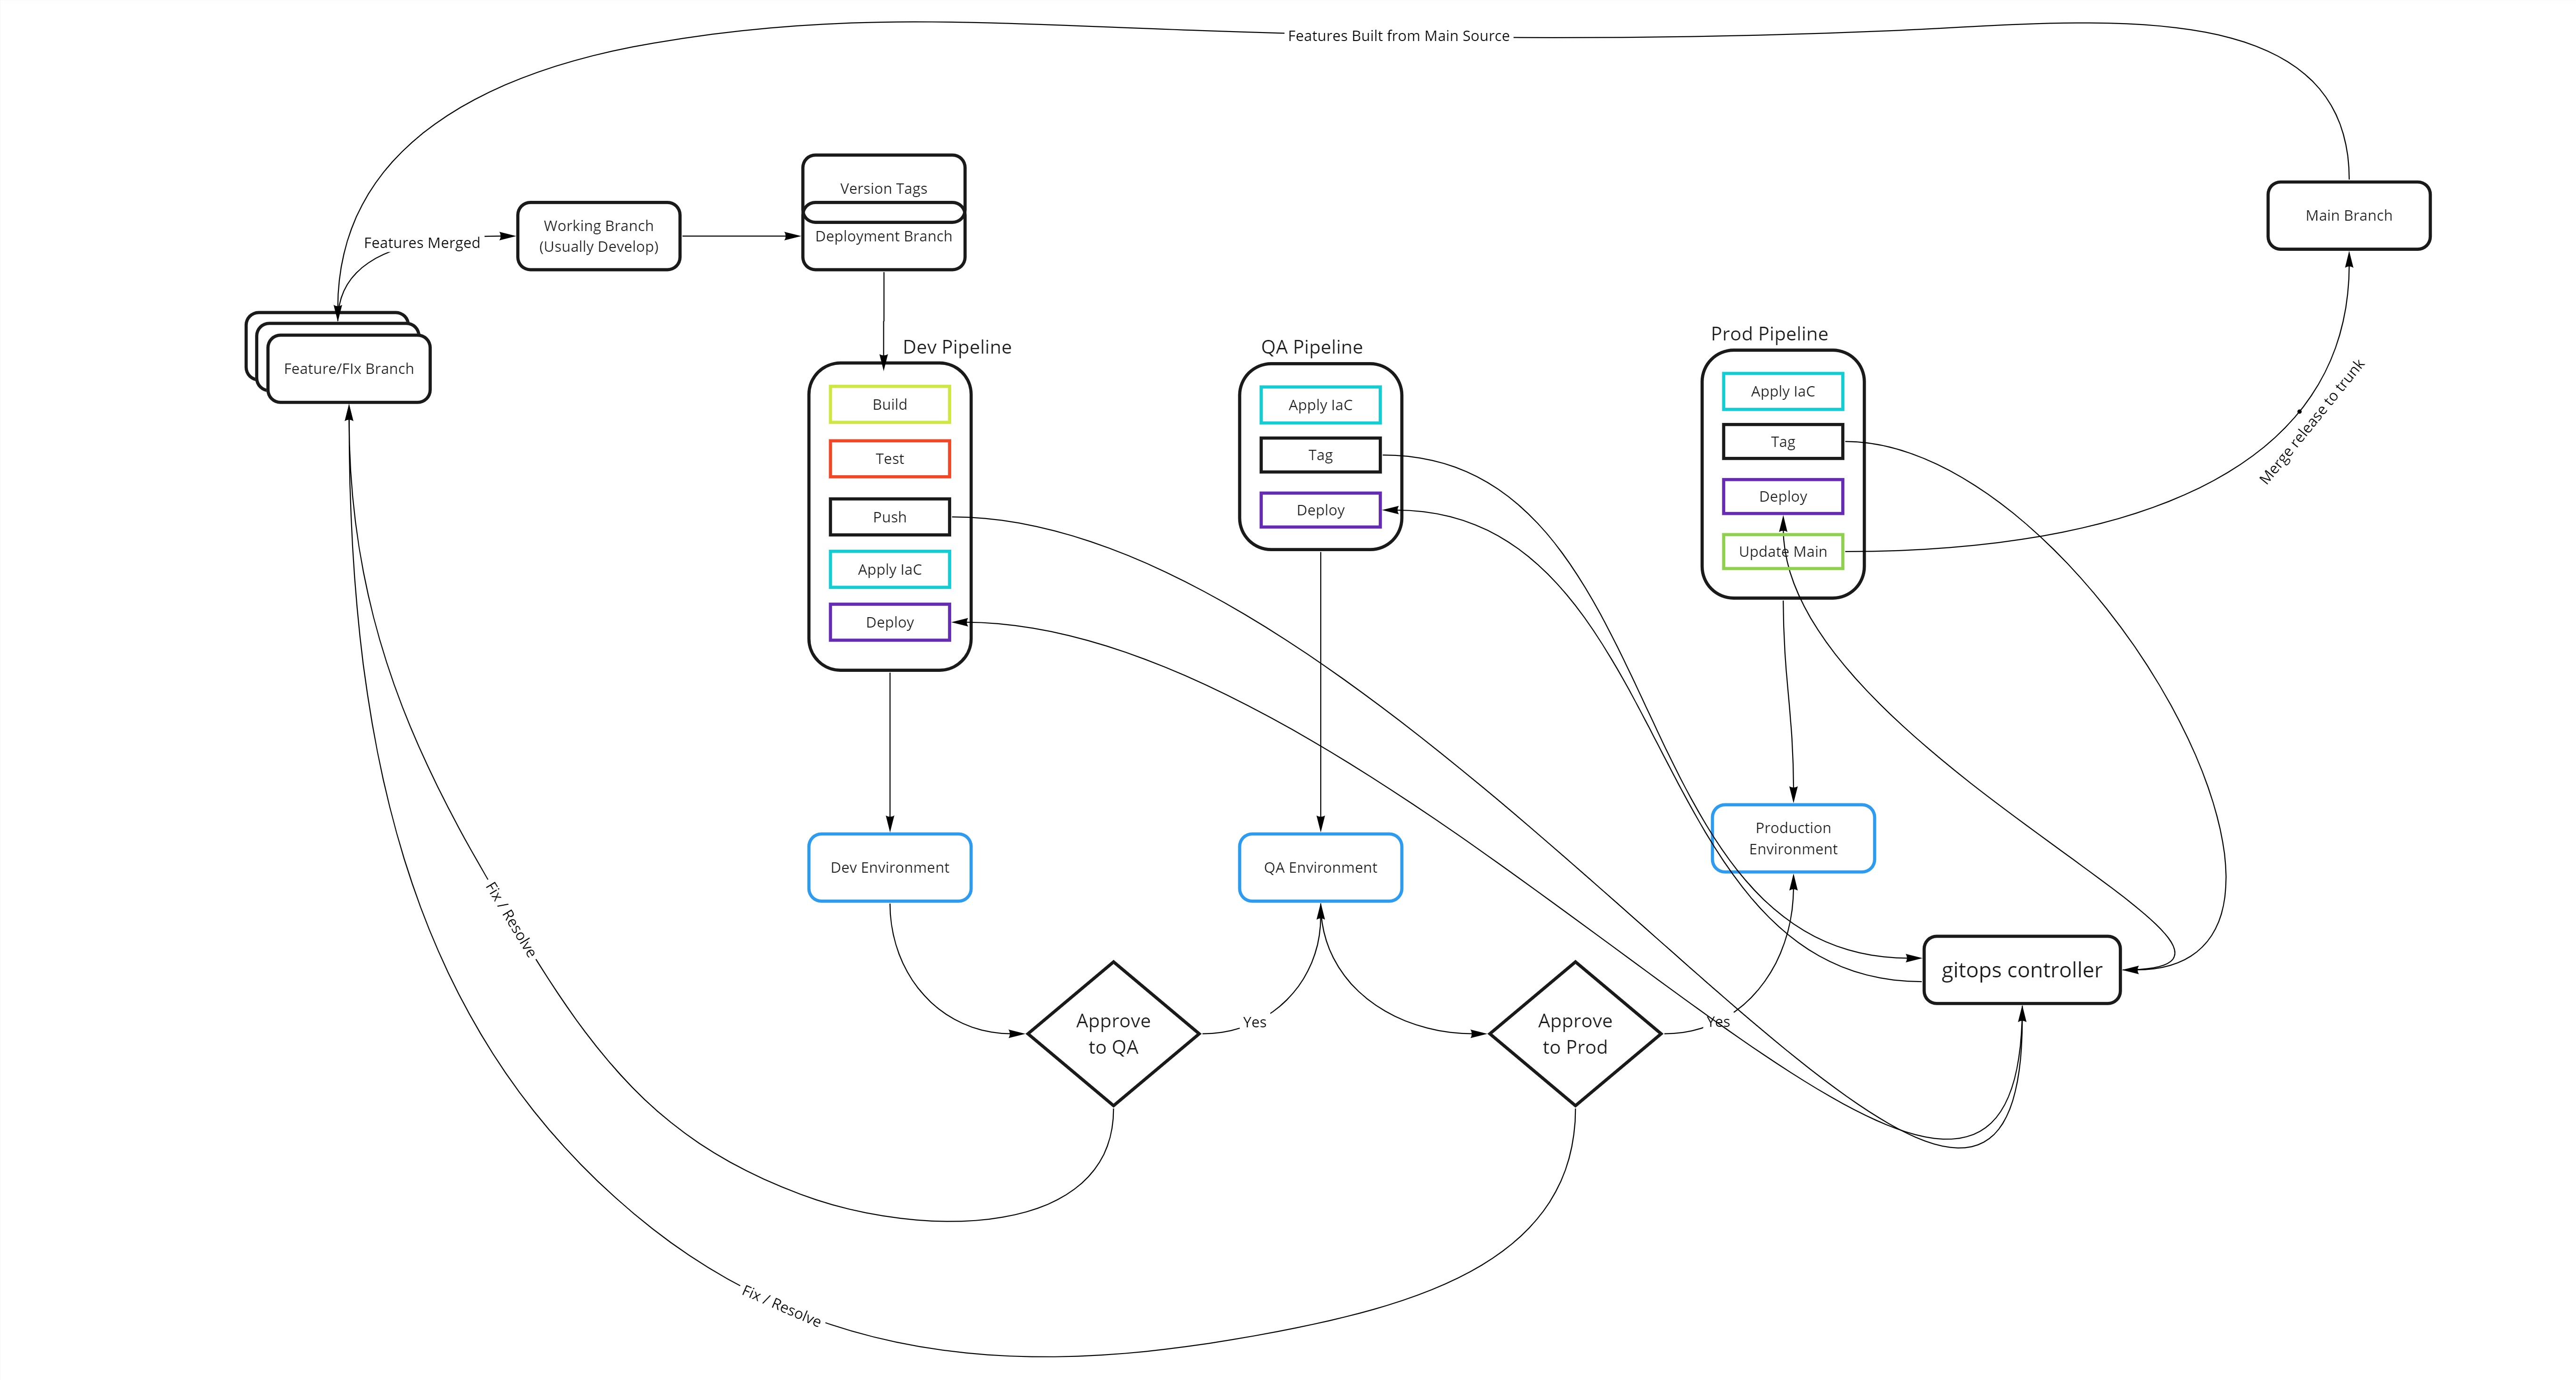 Features Built from Main Source
Version Tags
Deployment Branch
Working Branch
(Usually Develop)
Features Merged
Main Branch
Feature/FIx Branch
Dev Pipeline
Build
Test
Push
Apply IaC
Deploy
QA Pipeline
Apply IaC
Tag
Deploy
Prod Pipeline
Apply IaC
Tag
Deploy
Update Main
Merge release to trunk
Dev Environment
QA Environment
Production
Environment
gitops controller
Approve
to QA
Yes
Approve
to Prod
Yes
Fix / Resolve
Fix / Resolve